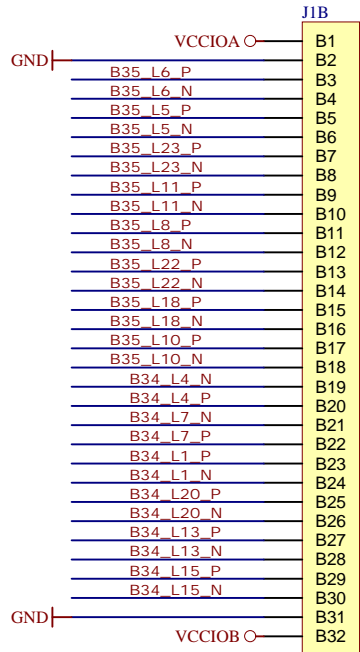 J1B
VCCIOA B1
GND B2
B35_L6_P B3
B35_L6_N B4
B35_L5_P B5
B35_L5_N B6
B35_L23_P B7
B35_L23_N B8
B35_L11_P B9
B35_L11_N B10
B35_L8_P B11
B35_L8_N B12
B35_L22_P B13
B35_L22_N B14
B35_L18_P B15
B35_L18_N B16
B35_L10_P B17
B35_L10_N B18
B34_L4_N B19
B34_L4_P B20
B34_L7_N B21
B34_L7_P B22
B34_L1_P B23
B34_L1_N B24
B34_L20_P B25
B34_L20_N B26
B34_L13_P B27
B34_L13_N B28
B34_L15_P B29
B34_L15_N B30
GND B31
VCCIOB B32